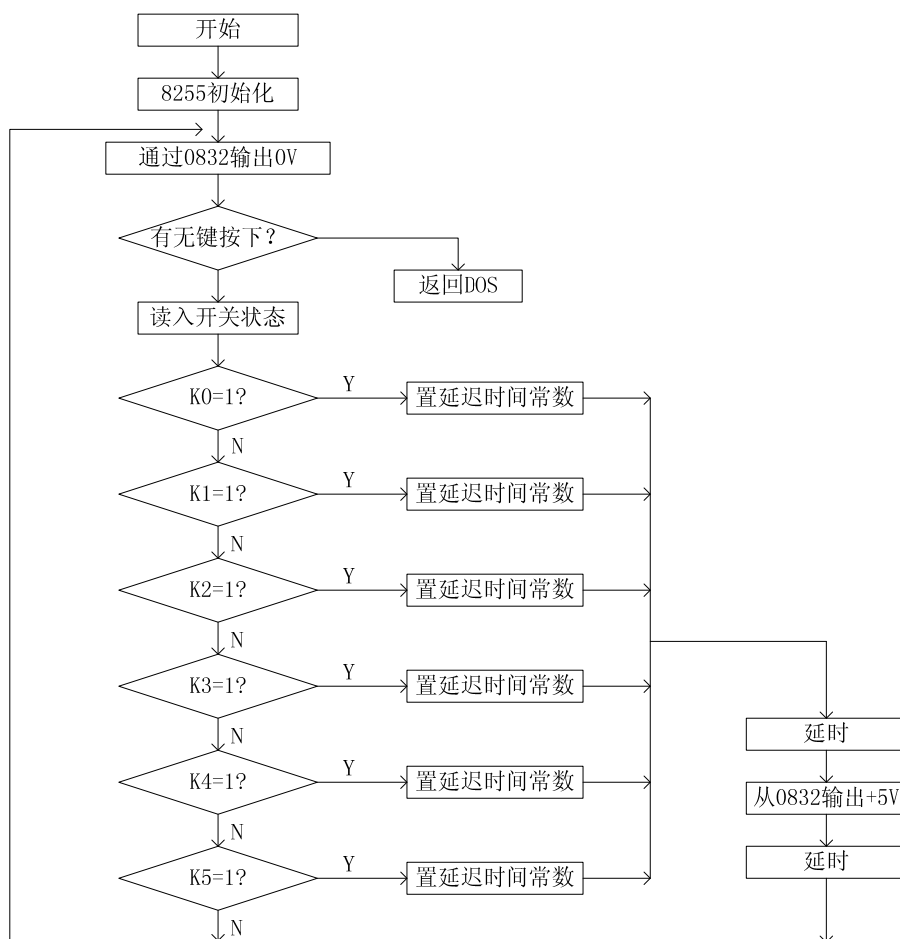 开始
8255初始化
通过0832输出0V
有无键按下?
返回DOS
读入开关状态
K0=1?
Y
置延迟时间常数
N
K1=1?
Y
置延迟时间常数
N
K2=1?
Y
置延迟时间常数
N
K3=1?
Y
置延迟时间常数
N
延时
K4=1?
Y
置延迟时间常数
从0832输出+5V
N
K5=1?
Y
置延迟时间常数
延时
N